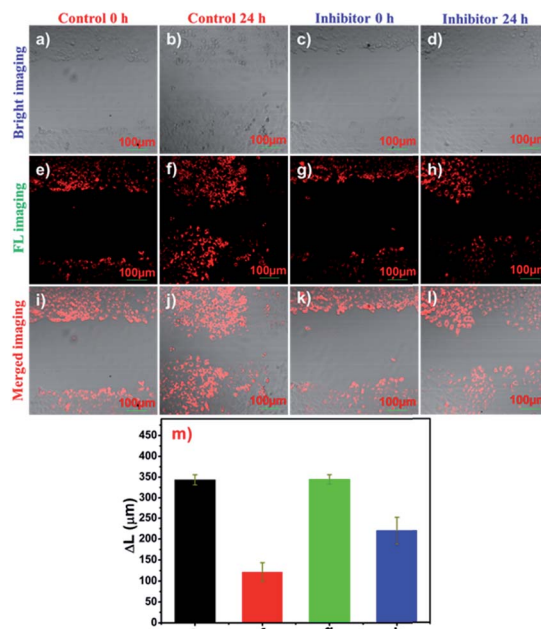 Control 0 h Control 24 h Inhibitor 0 h Inhibitor 24 h
Bright imaging
a) b) c) d)
100μm 100μm 100μm 100μm
FL imaging
e) f) g) h)
100μm 100μm 100μm 100μm
Merged imaging
i) j) k) l)
100μm 100μm 100μm 100μm
m)
ΔL (μm)
450
400
350
300
250
200
150
100
50
0